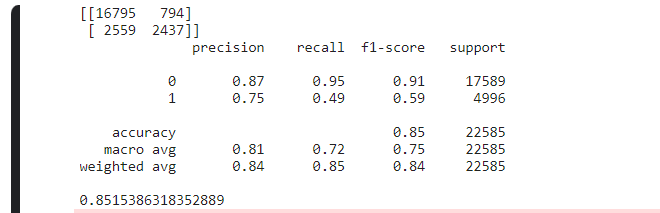 [[16795   794]
 [ 2559  2437]]
              precision    recall  f1-score   support

           0       0.87      0.95      0.91     17589
           1       0.75      0.49      0.59      4996

    accuracy                           0.85     22585
   macro avg       0.81      0.72      0.75     22585
weighted avg       0.84      0.85      0.84     22585

0.8515386318352889